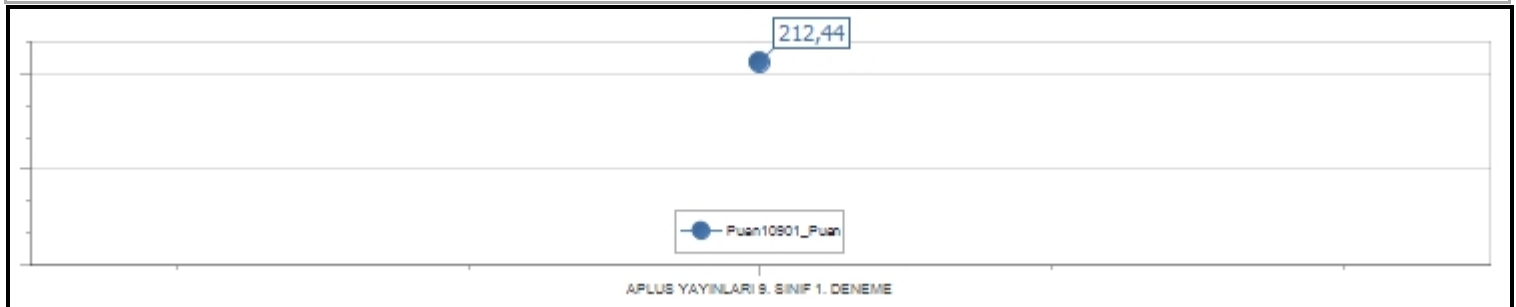 212,44
Puan10901_Puan
APLUS YAYINLARI 9. SINIF 1. DENEME